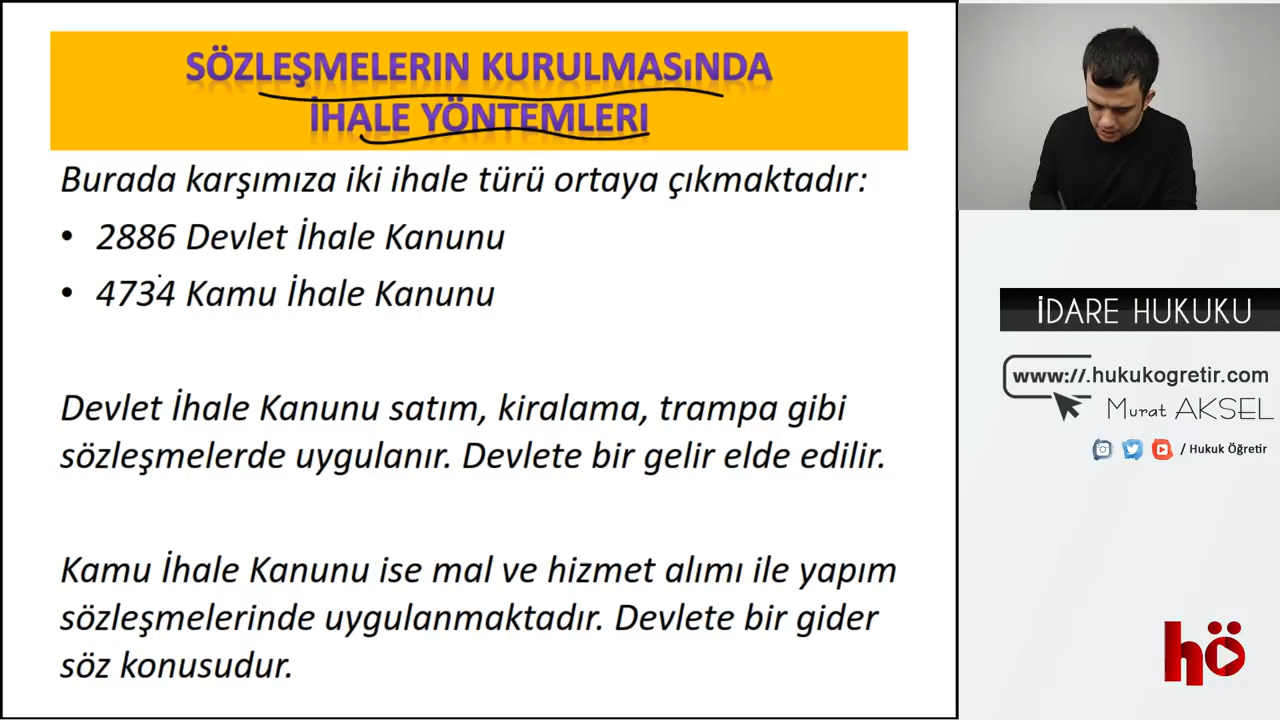 SÖZLEŞMELERIN KURULMASıNDA
İHALE YÖNTEMLERI
Burada karşımıza iki ihale türü ortaya çıkmaktadır:
• 2886 Devlet İhale Kanunu
• 4734 Kamu İhale Kanunu
Devlet İhale Kanunu satım, kiralama, trampa gibi
sözleşmelerde uygulanır. Devlete bir gelir elde edilir.
Kamu İhale Kanunu ise mal ve hizmet alımı ile yapım
sözleşmelerinde uygulanmaktadır. Devlete bir gider
söz konusudur.
İDARE HUKUKU
www://.hukukogretir.com
Murat AKSEL
/ Hukuk Öğretir
hö